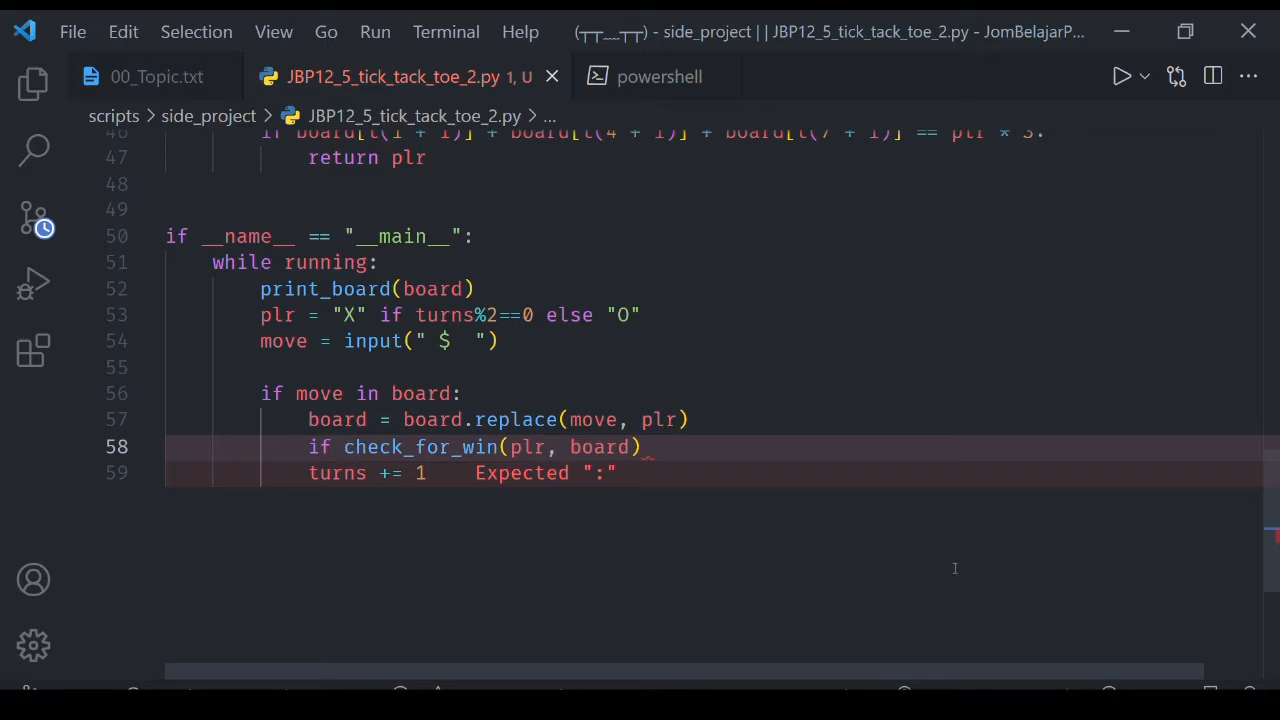 File Edit Selection View Go Run Terminal Help (┬┬﹏┬┬) - side_project || JBP12_5_tick_tack_toe_2.py - JomBelajarP...
00_Topic.txt JBP12_5_tick_tack_toe_2.py 1, U powershell
scripts > side_project > JBP12_5_tick_tack_toe_2.py > ...
47 return plr
48
49
50 if __name__ == "__main__":
51 while running:
52 print_board(board)
53 plr = "X" if turns%2==0 else "O"
54 move = input(" $  ")
55
56 if move in board:
57 board = board.replace(move, plr)
58 if check_for_win(plr, board)
59 turns += 1 Expected ":"